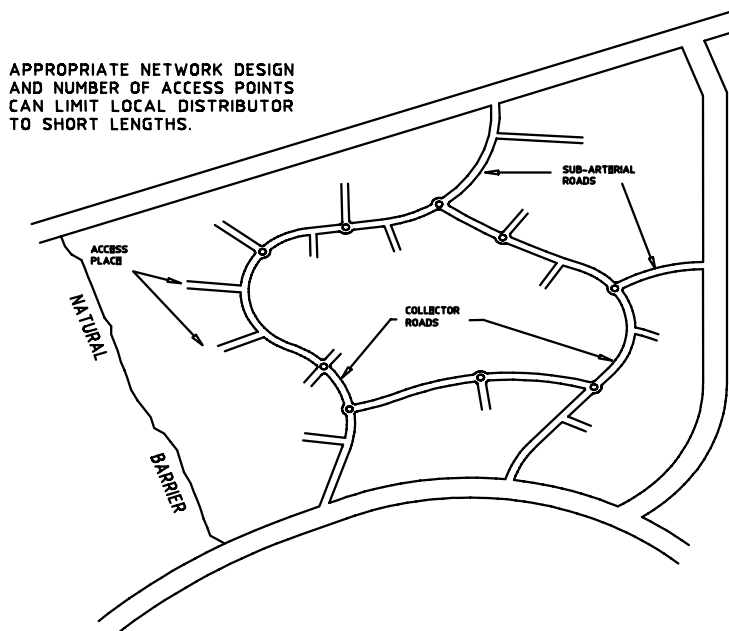 APPROPRIATE NETWORK DESIGN
AND NUMBER OF ACCESS POINTS
CAN LIMIT LOCAL DISTRIBUTOR
TO SHORT LENGTHS.
SUB-ARTERIAL
ROADS
ACCESS
PLACE
NATURAL
COLLECTOR
ROADS
BARRIER